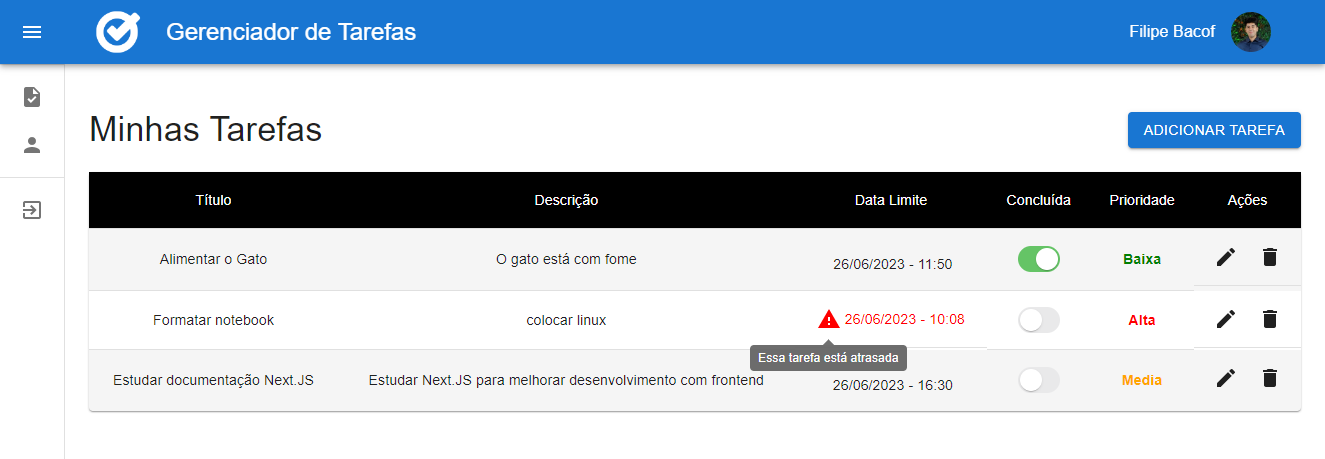 Gerenciador de Tarefas
Filipe Bacof
Minhas Tarefas
ADICIONAR TAREFA
Título Descrição Data Limite Concluída Prioridade Ações
Alimentar o Gato O gato está com fome 26/06/2023 - 11:50 Baixa
Formatar notebook colocar linux 26/06/2023 - 10:08 Alta
Essa tarefa está atrasada
Estudar documentação Next.JS Estudar Next.JS para melhorar desenvolvimento com frontend 26/06/2023 - 16:30 Media